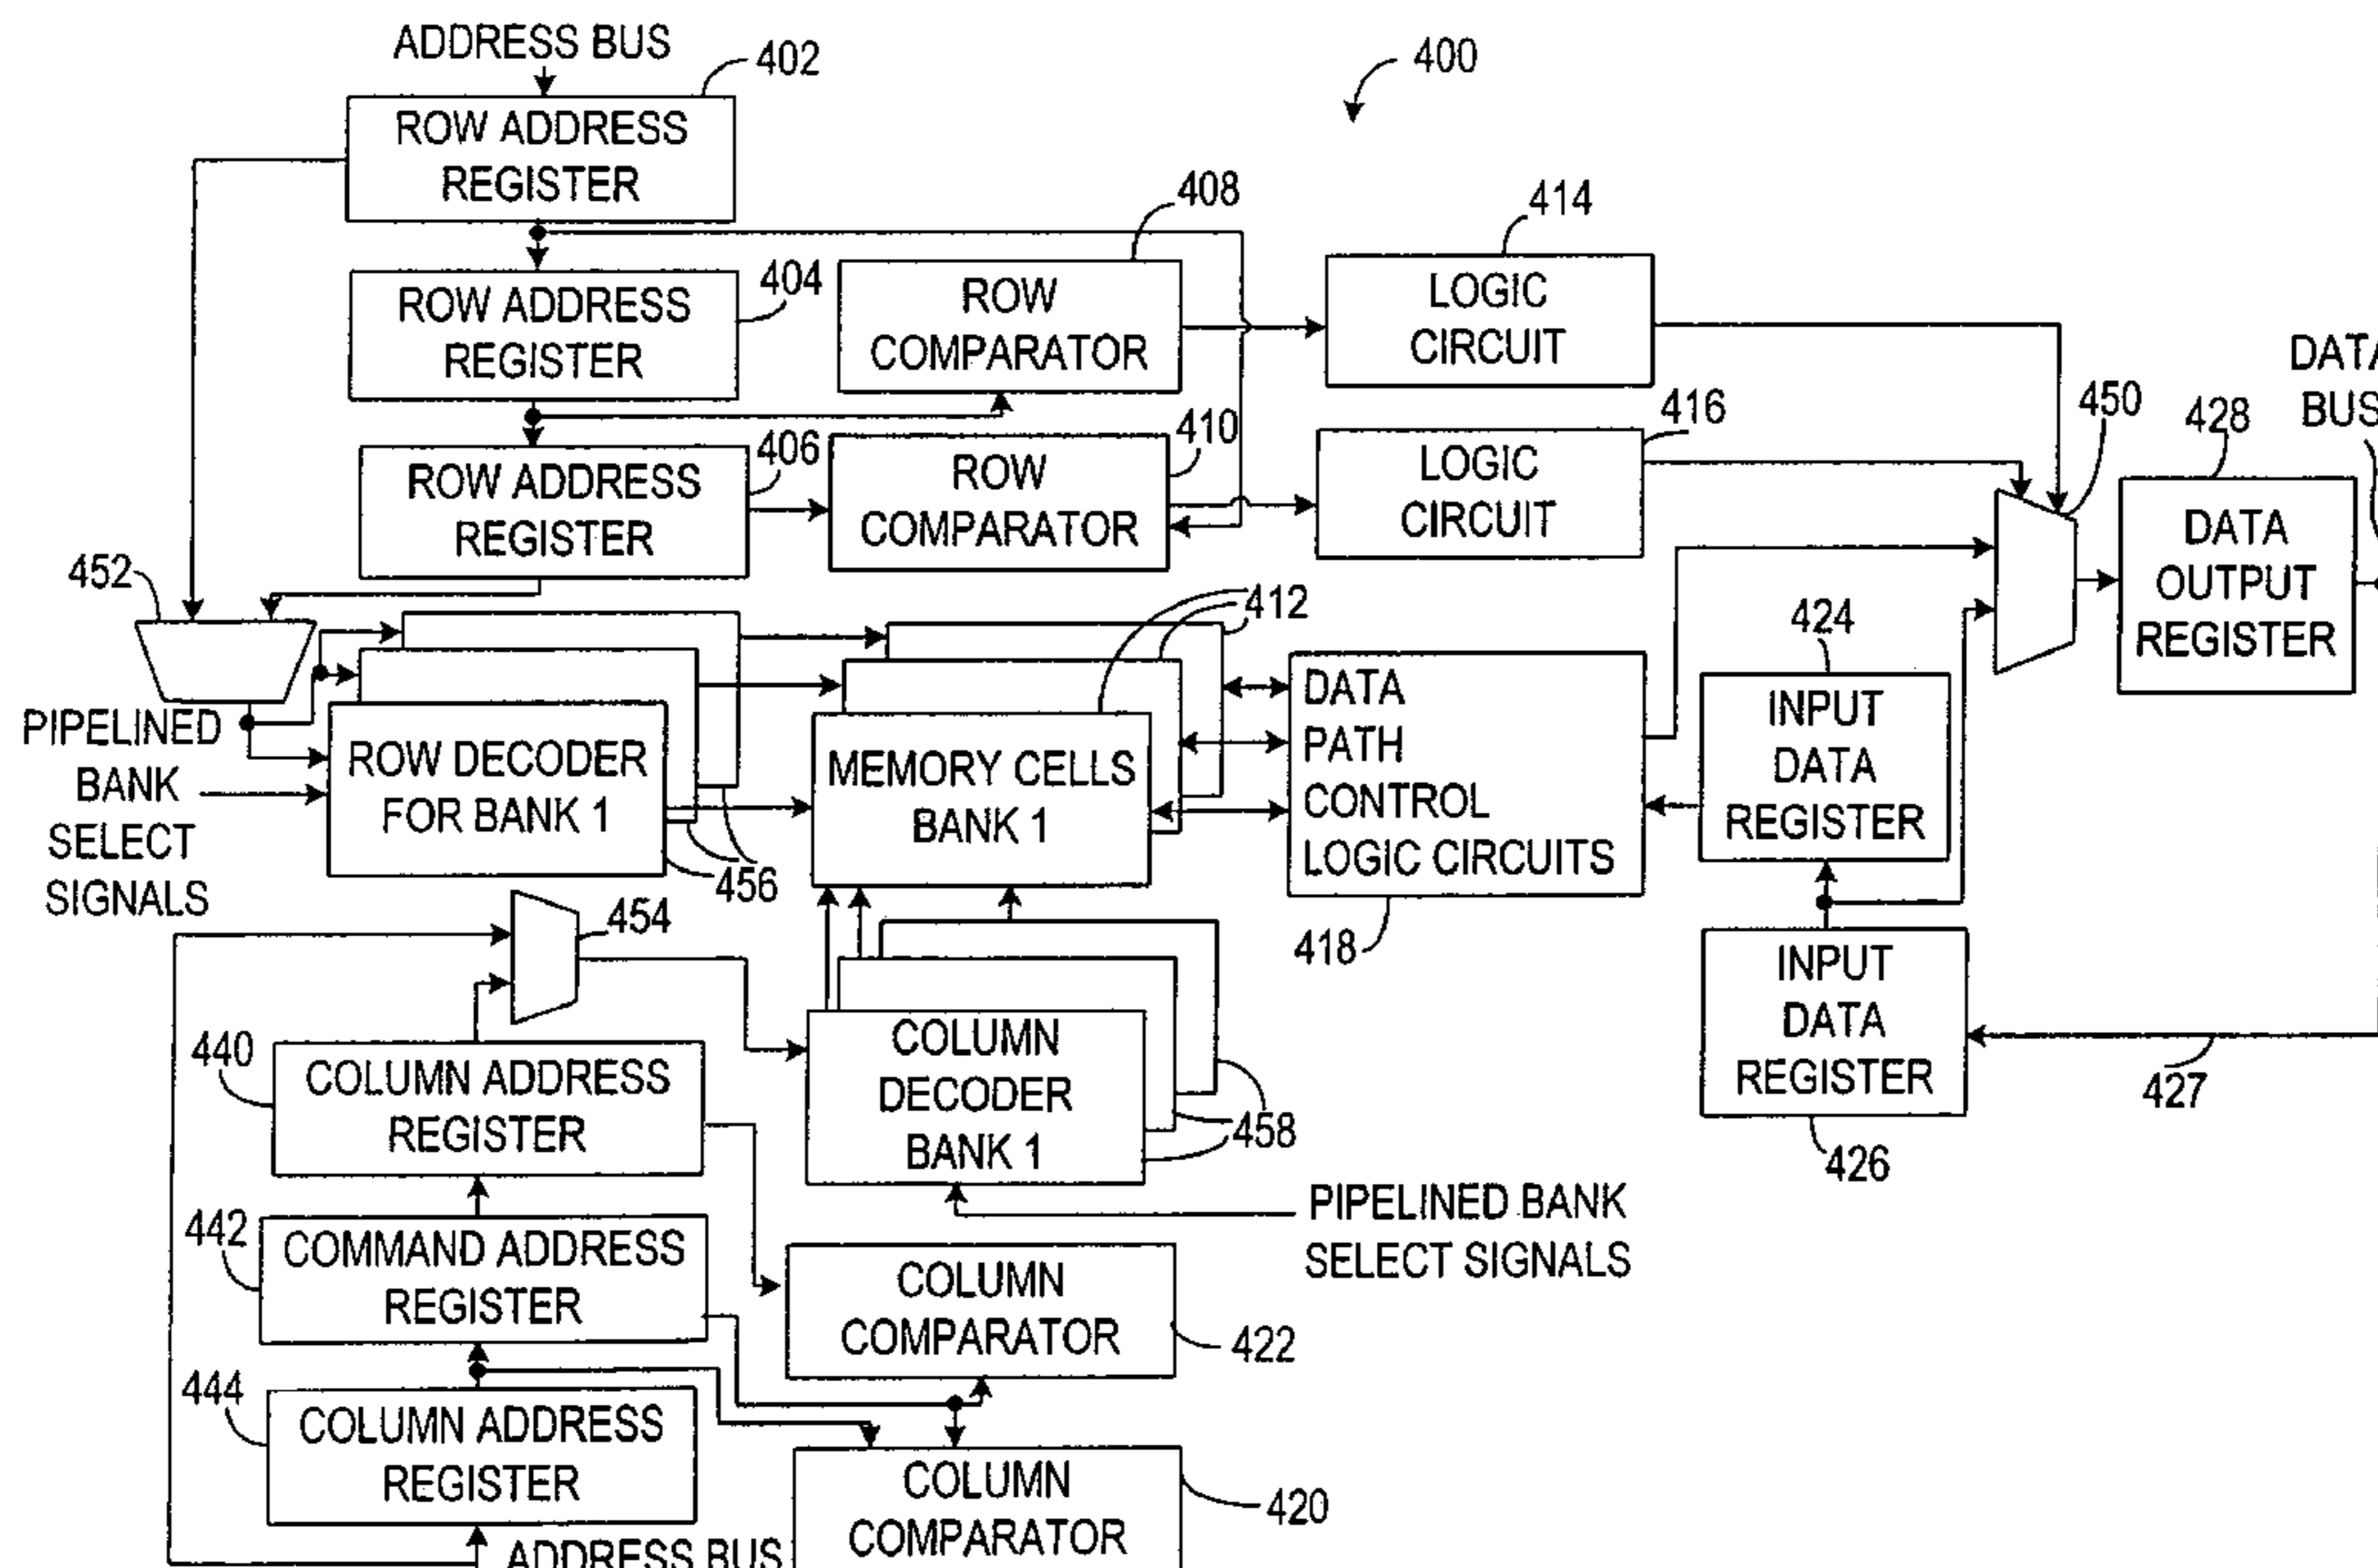 ADDRESS BUS
402
400
ROW ADDRESS
REGISTER
408
414
404
ROW ADDRESS
REGISTER
ROW
COMPARATOR
LOGIC
CIRCUIT
DATA
BUS
450
428
416
410
406
ROW ADDRESS
REGISTER
ROW
COMPARATOR
LOGIC
CIRCUIT
DATA
OUTPUT
REGISTER
452
412
424
PIPELINED
BANK
SELECT
SIGNALS
ROW DECODER
FOR BANK 1
456
MEMORY CELLS
BANK 1
DATA
PATH
CONTROL
LOGIC CIRCUITS
418
INPUT
DATA
REGISTER
454
INPUT
DATA
REGISTER
427
426
440
COLUMN ADDRESS
REGISTER
COLUMN
DECODER
BANK 1
458
PIPELINED BANK
SELECT SIGNALS
442
COMMAND ADDRESS
REGISTER
COLUMN
COMPARATOR
422
444
COLUMN ADDRESS
REGISTER
COLUMN
COMPARATOR
420
ADDRESS BUS